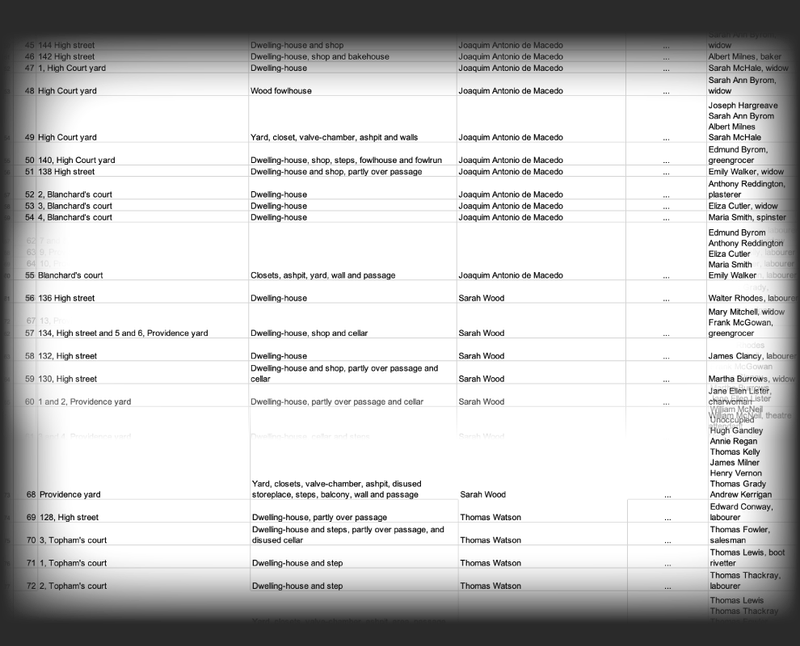 Sarah Ann Byrom,
45 144 High street Dwelling-house and shop Joaquim Antonio de Macedo ... widow
46 142 High street Dwelling-house, shop and bakehouse Joaquim Antonio de Macedo ... Albert Milnes, baker
47 1, High Court yard Dwelling-house Joaquim Antonio de Macedo ... Sarah McHale, widow
Sarah Ann Byrom,
48 High Court yard Wood fowlhouse Joaquim Antonio de Macedo ... widow
Joseph Hargreave
Sarah Ann Byrom
Albert Milnes
49 High Court yard Yard, closet, valve-chamber, ashpit and walls Joaquim Antonio de Macedo ... Sarah McHale
Edmund Byrom,
50 140, High Court yard Dwelling-house, shop, steps, fowlhouse and fowlrun Joaquim Antonio de Macedo ... greengrocer
51 138 High street Dwelling-house and shop, partly over passage Joaquim Antonio de Macedo ... Emily Walker, widow
Anthony Reddington,
52 2, Blanchard's court Dwelling-house Joaquim Antonio de Macedo ... plasterer
53 3, Blanchard's court Dwelling-house Joaquim Antonio de Macedo ... Eliza Cutler, widow
54 4, Blanchard's court Dwelling-house Joaquim Antonio de Macedo ... Maria Smith, spinster
Edmund Byrom
Anthony Reddington
Eliza Cutler
Maria Smith
55 Blanchard's court Closets, ashpit, yard, wall and passage Joaquim Antonio de Macedo ... Emily Walker
56 136 High street Dwelling-house Sarah Wood ... Walter Rhodes, labourer
Mary Mitchell, widow
Frank McGowan,
57 134, High street and 5 and 6, Providence yard Dwelling-house, shop and cellar Sarah Wood ... greengrocer
58 132, High street Dwelling-house Sarah Wood ... James Clancy, labourer
Dwelling-house and shop, partly over passage and
59 130, High street cellar Sarah Wood ... Martha Burrows, widow
Jane Ellen Lister,
60 1 and 2, Providence yard Dwelling-house, partly over passage and cellar Sarah Wood ... charwoman
William McNeil
Unoccupied
Hugh Gandley
Annie Regan
Thomas Kelly
James Milner
Henry Vernon
Yard, closets, valve-chamber, ashpit, disused Thomas Grady
68 Providence yard storeplace, steps, balcony, wall and passage Sarah Wood ... Andrew Kerrigan
Edward Conway,
69 128, High street Dwelling-house, partly over passage Thomas Watson ... labourer
Dwelling-house and steps, partly over passage, and Thomas Fowler,
70 3, Topham's court disused cellar Thomas Watson ... salesman
Thomas Lewis, boot
71 1, Topham's court Dwelling-house and step Thomas Watson ... rivetter
Thomas Thackray,
72 2, Topham's court Dwelling-house and step Thomas Watson ... labourer
Thomas Lewis
Thomas Thackray